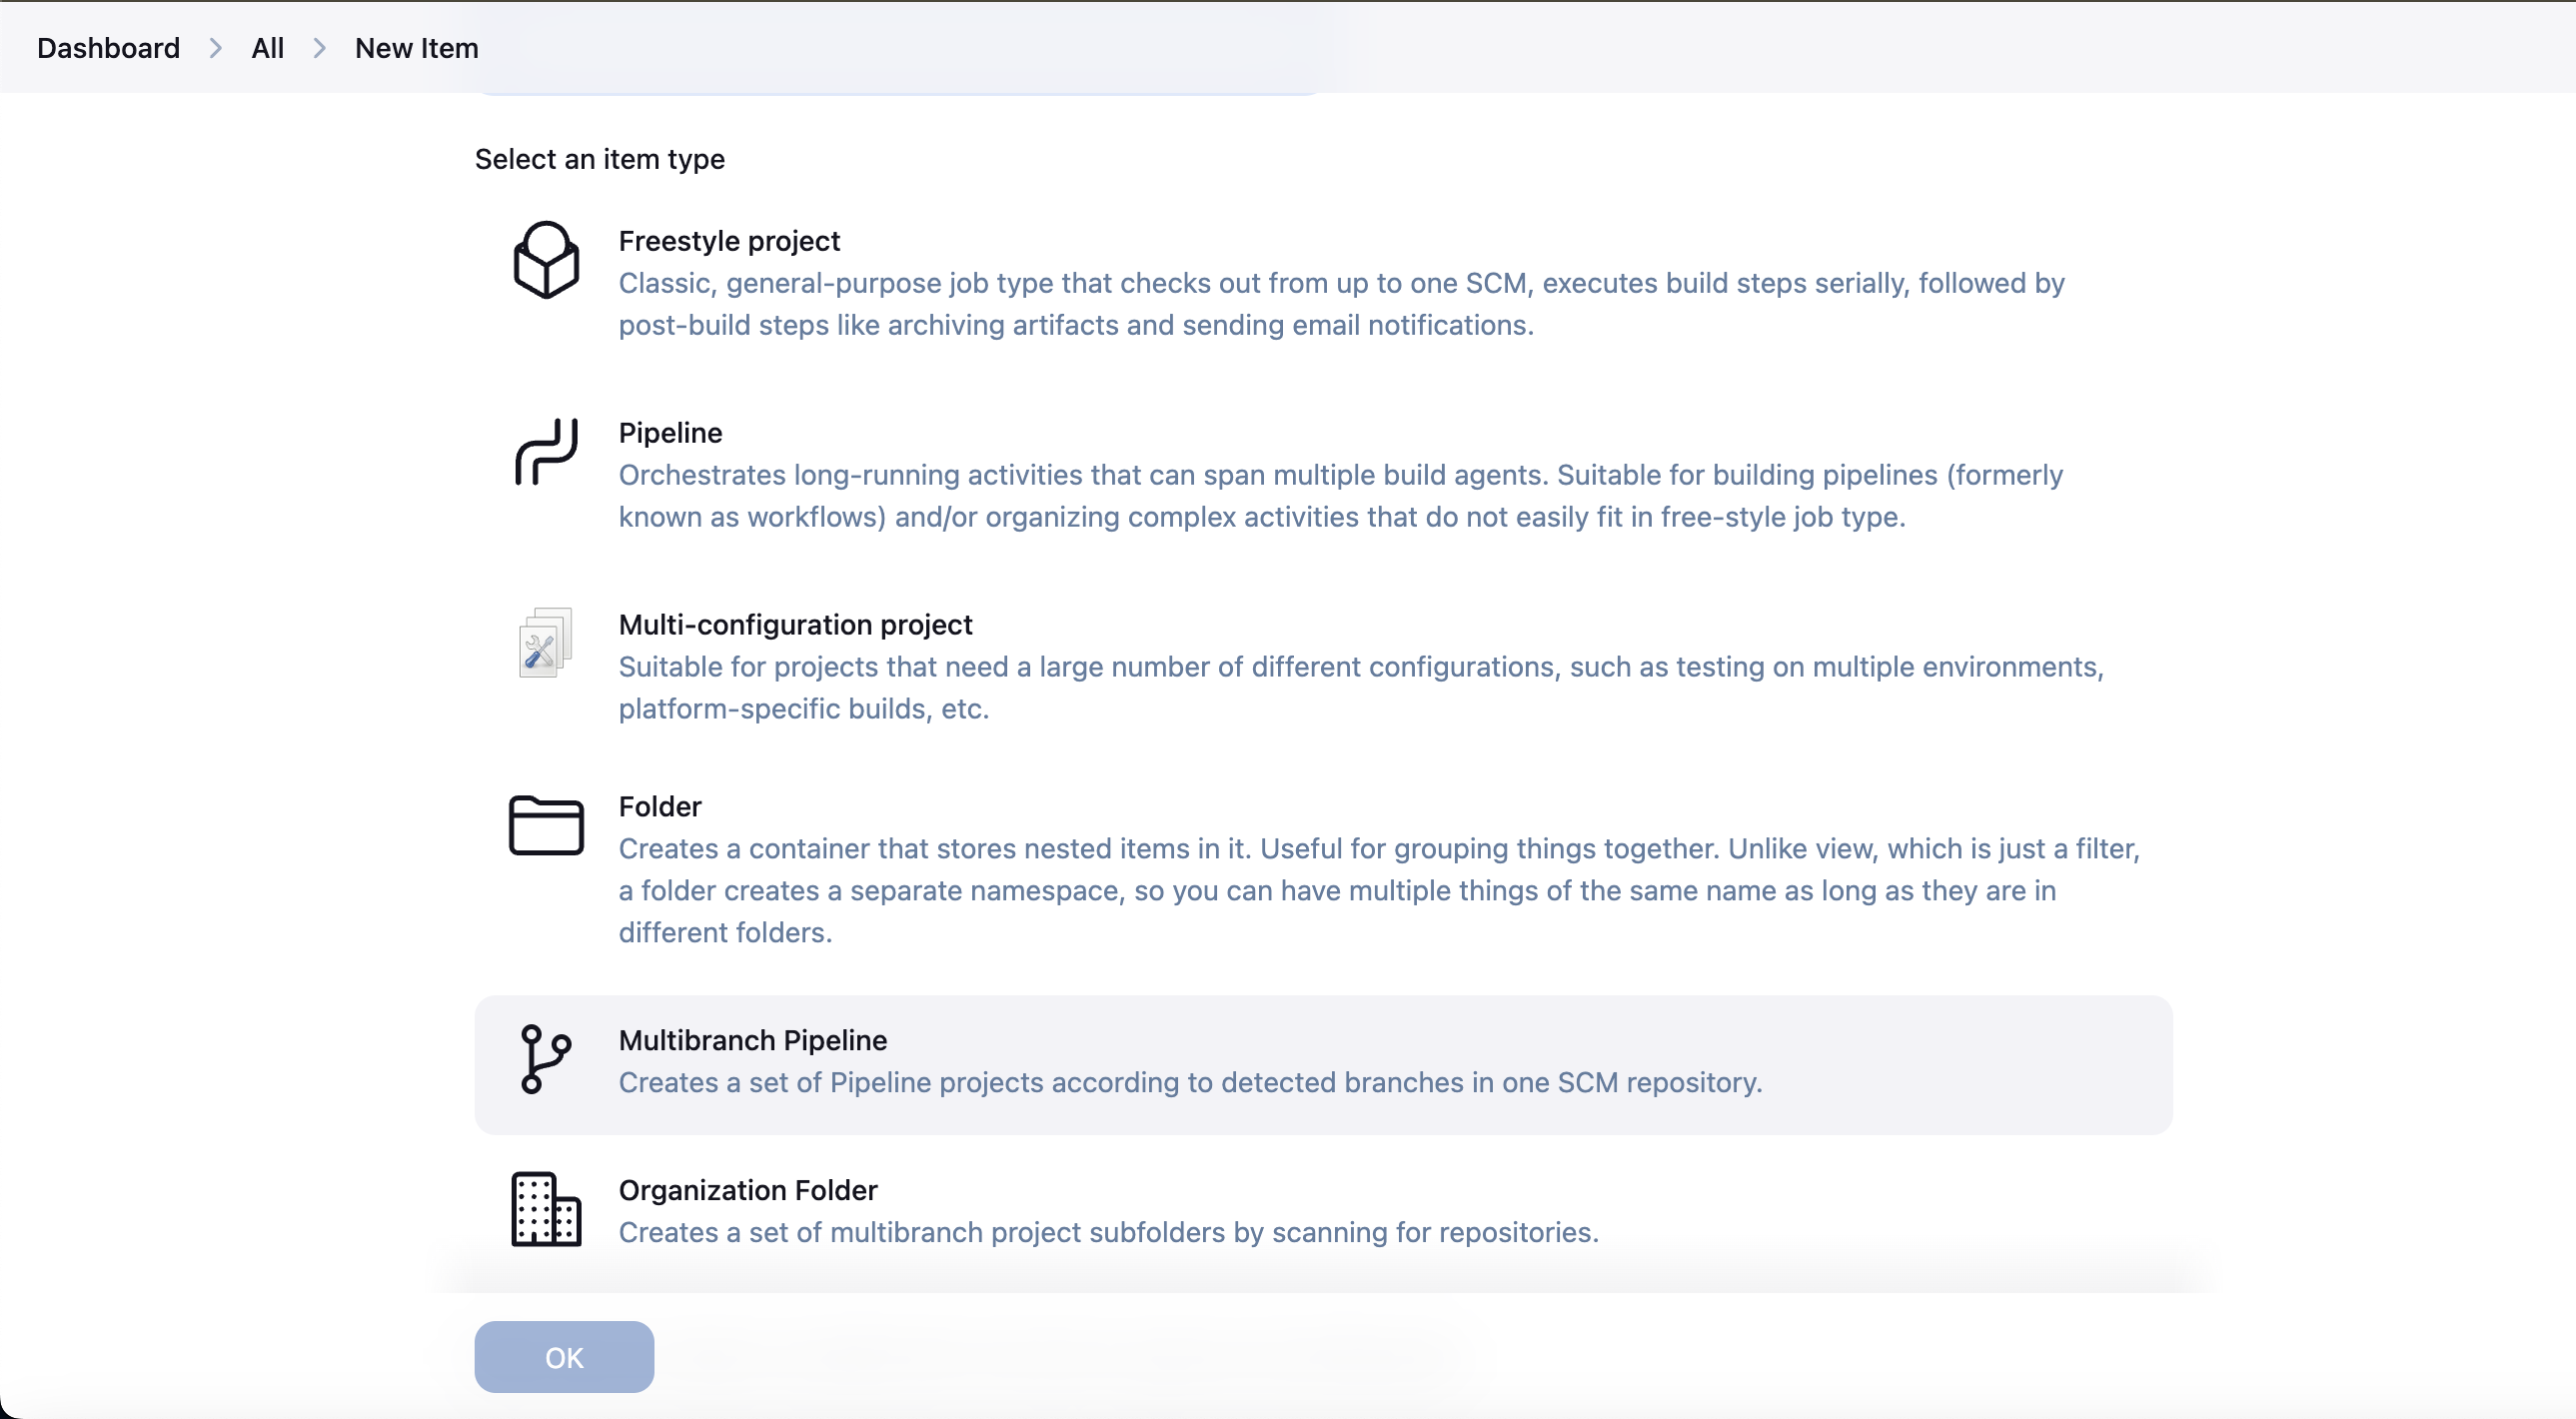 Dashboard > All > New Item
Select an item type
Freestyle project
Classic, general-purpose job type that checks out from up to one SCM, executes build steps serially, followed by
post-build steps like archiving artifacts and sending email notifications.
Pipeline
Orchestrates long-running activities that can span multiple build agents. Suitable for building pipelines (formerly
known as workflows) and/or organizing complex activities that do not easily fit in free-style job type.
Multi-configuration project
Suitable for projects that need a large number of different configurations, such as testing on multiple environments,
platform-specific builds, etc.
Folder
Creates a container that stores nested items in it. Useful for grouping things together. Unlike view, which is just a filter,
a folder creates a separate namespace, so you can have multiple things of the same name as long as they are in
different folders.
Multibranch Pipeline
Creates a set of Pipeline projects according to detected branches in one SCM repository.
Organization Folder
Creates a set of multibranch project subfolders by scanning for repositories.
OK